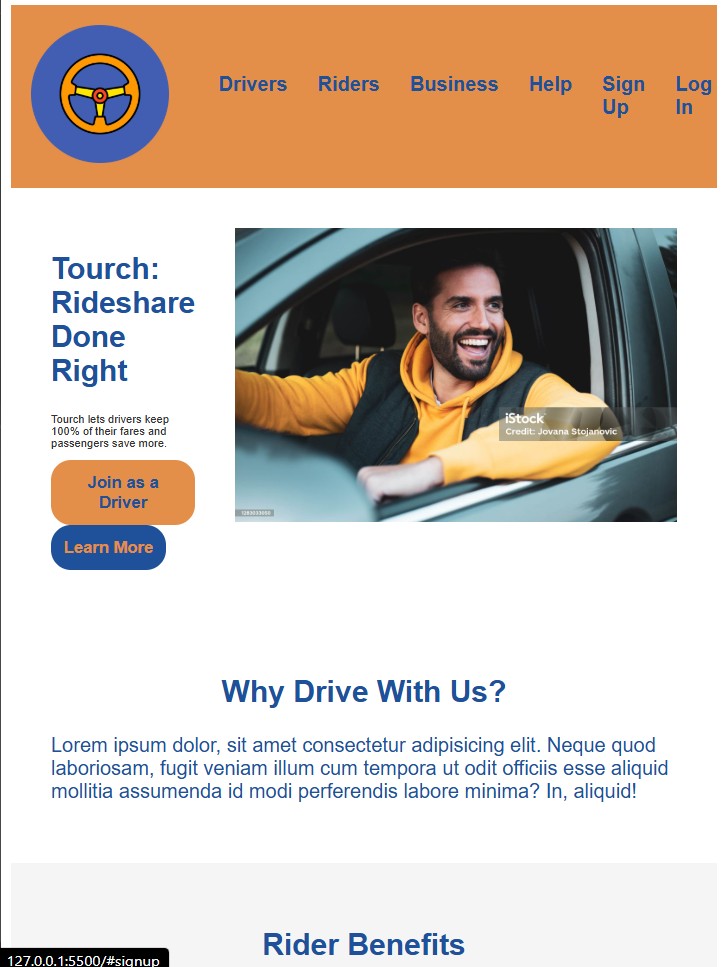 Drivers Riders Business Help Sign Up Log In
Tourch:
Rideshare
Done
Right
Tourch lets drivers keep
100% of their fares and
passengers save more.
Join as a
Driver
Learn More
iStock
Credit: Jovana Stojanovic
Why Drive With Us?
Lorem ipsum dolor, sit amet consectetur adipisicing elit. Neque quod
laboriosam, fugit veniam illum cum tempora ut odit officiis esse aliquid
mollitia assumenda id modi perferendis labore minima? In, aliquid!
Rider Benefits
127.0.0.1:5500/#signup